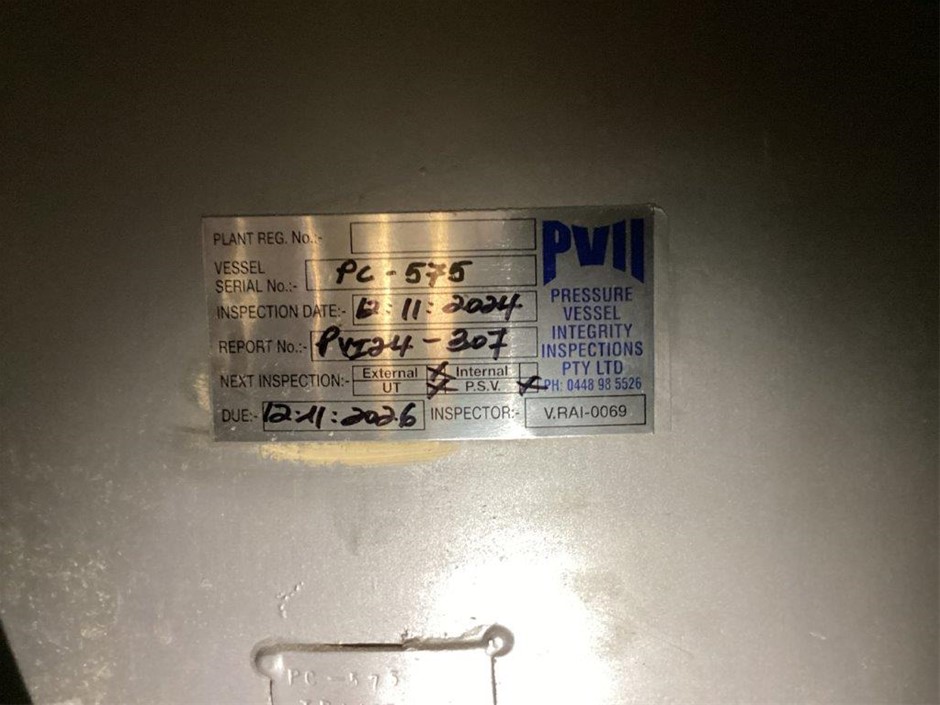 PLANT REG. No.:-
PVII
VESSEL SERIAL No.:- PC-575
INSPECTION DATE:- 12:11:2024
REPORT No.:- PVI24-307
NEXT INSPECTION:- External X Internal
UT X P.S.V. X
DUE:- 12:11:2026 INSPECTOR:- V.RAI-0069
PRESSURE
VESSEL
INTEGRITY
INSPECTIONS
PTY LTD
PH: 0448 98 5526
PC-575